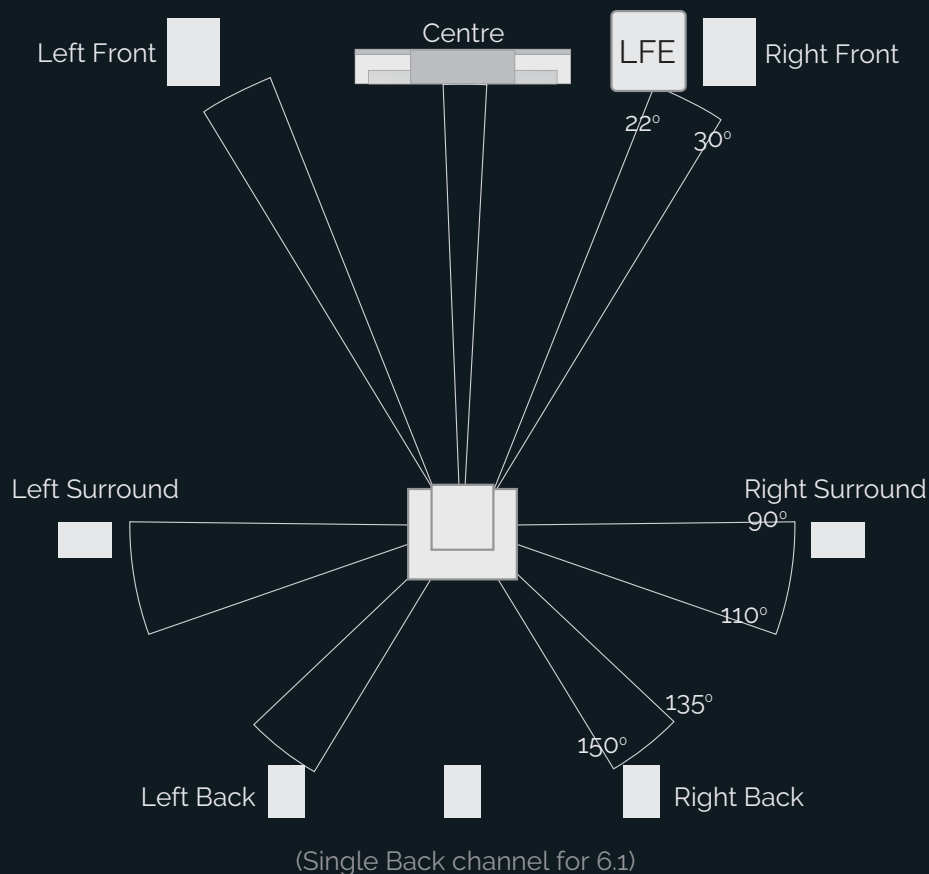 Centre
Left Front
LFE
Right Front
22°
30°
Left Surround
Right Surround
90°
110°
135°
150°
Left Back
Right Back
(Single Back channel for 6.1)